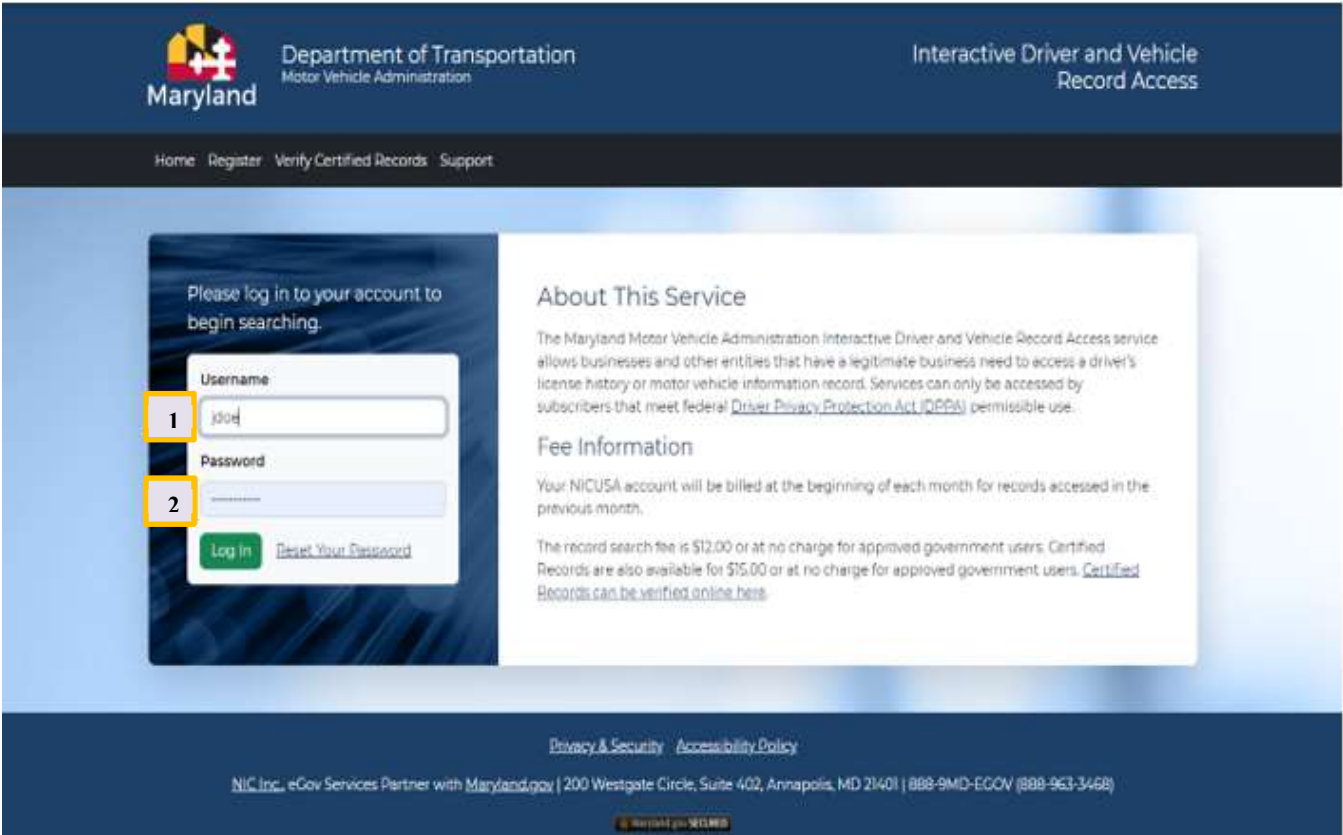 Maryland
Department of Transportation
Motor Vehicle Administration
Interactive Driver and Vehicle
Record Access
Home Register Verify Certified Records Support
Please log in to your account to
begin searching.
Username
1
jdoe
Password
2
Log In Reset Your Password
About This Service
The Maryland Motor Vehicle Administration Interactive Driver and Vehicle Record Access service
allows businesses and other entities that have a legitimate business need to access a driver's
license history or motor vehicle information record. Services can only be accessed by
subscribers that meet federal Driver Privacy Protection Act (DPPA) permissible use.
Fee Information
Your NICUSA account will be billed at the beginning of each month for records accessed in the
previous month.
The record search fee is $12.00 or at no charge for approved government users. Certified
Records are also available for $15.00 or at no charge for approved government users. Certified
Records can be verified online here.
Privacy & Security Accessibility Policy
NIC Inc., eGov Services Partner with Maryland.gov | 200 Westgate Circle, Suite 402, Annapolis, MD 21401 | 888-9MD-EGOV (888-963-3468)
Maryland.gov SECURED